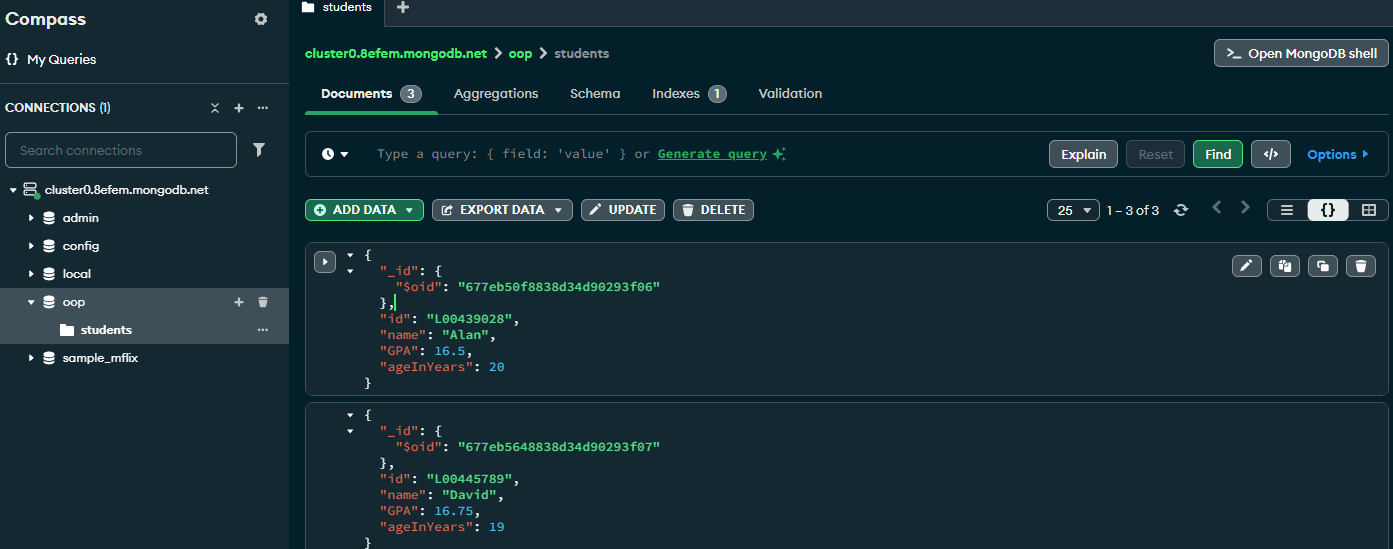 Compass
My Queries
CONNECTIONS (1)
Search connections
cluster0.8efem.mongodb.net
admin
config
local
oop
students
sample_mflix
students
cluster0.8efem.mongodb.net > oop > students
>_ Open MongoDB shell
Documents 3 Aggregations Schema Indexes 1 Validation
Type a query: { field: 'value' } or Generate query
Explain Reset Find </> Options
ADD DATA EXPORT DATA UPDATE DELETE
25 1 – 3 of 3 {}
{
"_id": {
"$oid": "677eb50f8838d34d90293f06"
},
"id": "L00439028",
"name": "Alan",
"GPA": 16.5,
"ageInYears": 20
}
{
"_id": {
"$oid": "677eb5648838d34d90293f07"
},
"id": "L00445789",
"name": "David",
"GPA": 16.75,
"ageInYears": 19
}